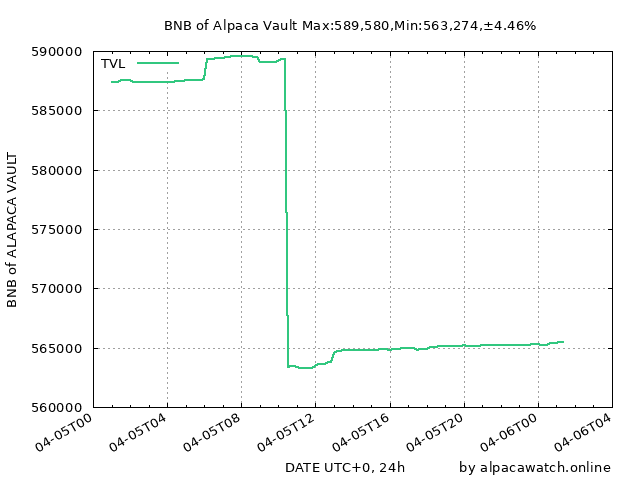 BNB of Alpaca Vault Max:589,580,Min:563,274,±4.46%
TVL
590000
585000
580000
575000
570000
565000
560000
BNB of ALAPACA VAULT
04-05T00
04-05T04
04-05T08
04-05T12
04-05T16
04-05T20
04-06T00
04-06T04
DATE UTC+0, 24h
by alpacawatch.online